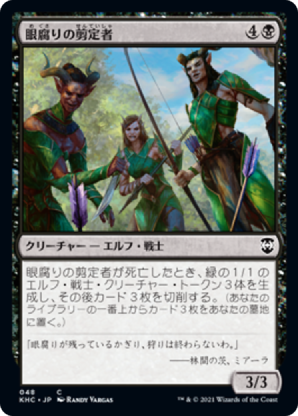 眼腐りの剪定者
4
クリーチャー — エルフ・戦士
眼腐りの剪定者が死亡したとき、緑の1/1の
エルフ・戦士・クリーチャー・トークン3体を生
成し、その後カード3枚を切削する。（あなたの
ライブラリーの一番上からカード3枚をあなたの墓地
に置く。）
「眼腐りが残っているかぎり、狩りは終わらないわ。」
——林間の茨、ミアーラ
048 C
KHC • JP RANDY VARGAS
3/3
™ & © 2021 Wizards of the Coast